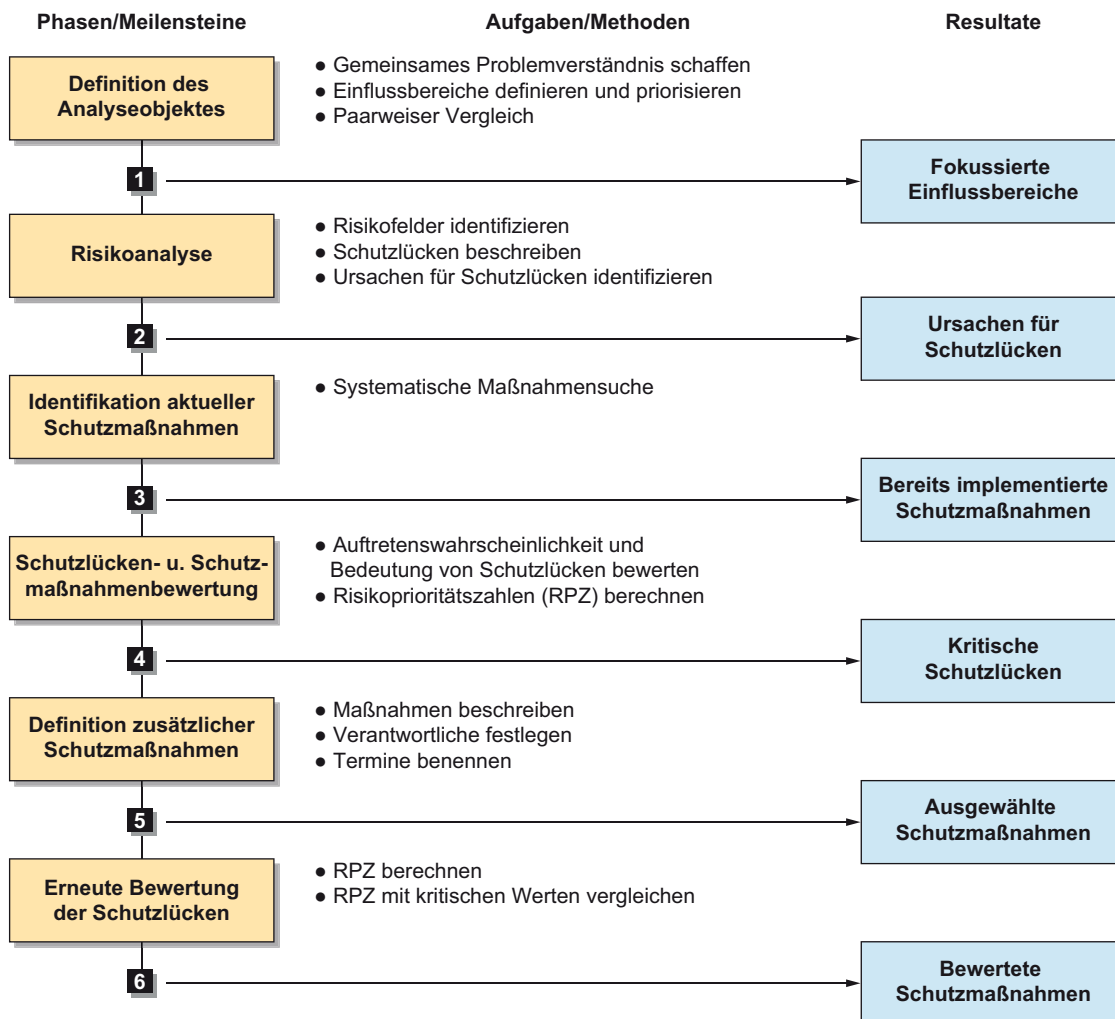 Phasen/Meilensteine
Aufgaben/Methoden
Resultate
Definition des
Analyseobjektes
● Gemeinsames Problemverständnis schaffen
● Einflussbereiche definieren und priorisieren
● Paarweiser Vergleich
1
Fokussierte
Einflussbereiche
Risikoanalyse
● Risikofelder identifizieren
● Schutzlücken beschreiben
● Ursachen für Schutzlücken identifizieren
2
Ursachen für
Schutzlücken
Identifikation aktueller
Schutzmaßnahmen
● Systematische Maßnahmensuche
3
Bereits implementierte
Schutzmaßnahmen
Schutzlücken- u. Schutz-
maßnahmenbewertung
● Auftretenswahrscheinlichkeit und
Bedeutung von Schutzlücken bewerten
● Risikoprioritätszahlen (RPZ) berechnen
4
Kritische
Schutzlücken
Definition zusätzlicher
Schutzmaßnahmen
● Maßnahmen beschreiben
● Verantwortliche festlegen
● Termine benennen
5
Ausgewählte
Schutzmaßnahmen
Erneute Bewertung
der Schutzlücken
● RPZ berechnen
● RPZ mit kritischen Werten vergleichen
6
Bewertete
Schutzmaßnahmen